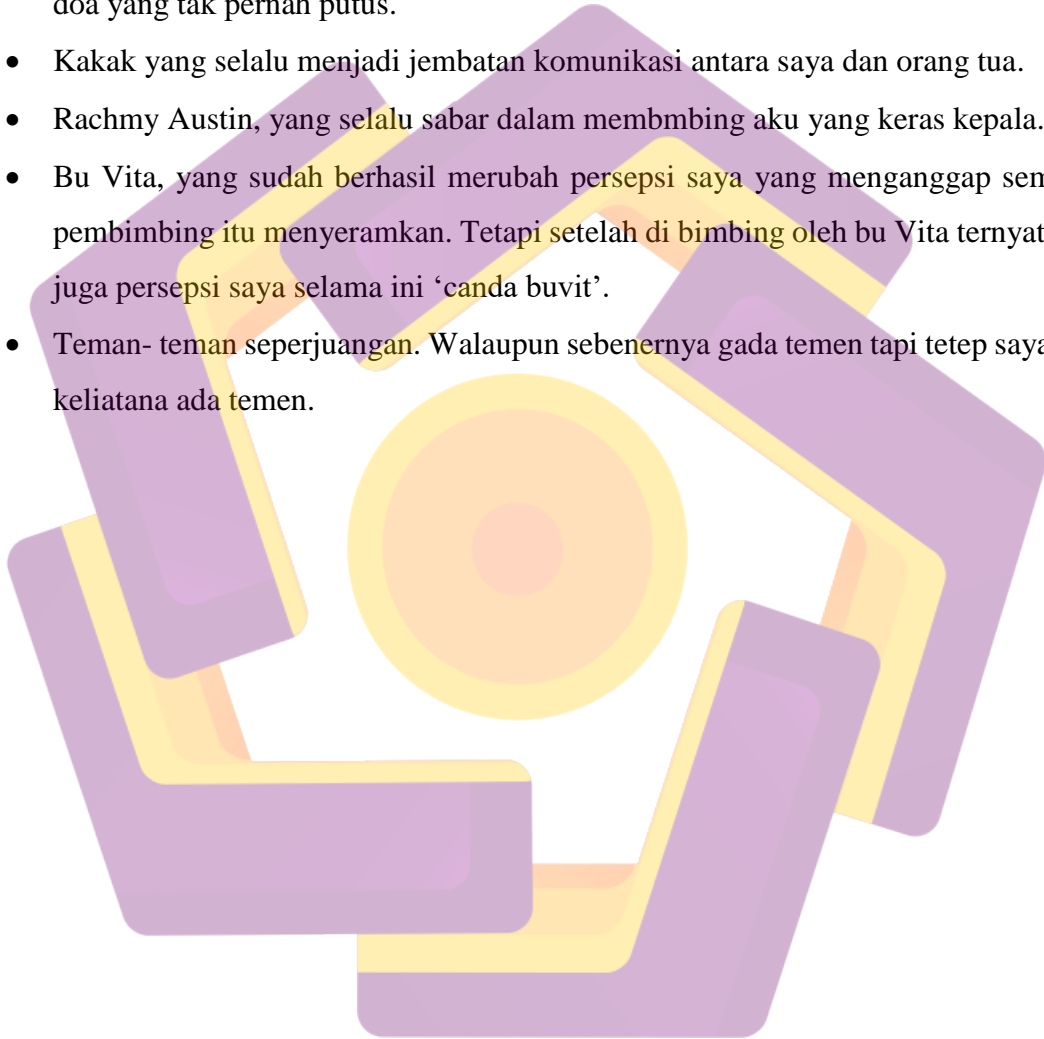 doa yang tak pernah putus.
• Kakak yang selalu menjadi jembatan komunikasi antara saya dan orang tua.
• Rachmy Austin, yang selalu sabar dalam membmbing aku yang keras kepala.
• Bu Vita, yang sudah berhasil merubah persepsi saya yang menganggap sem
pembimbing itu menyeramkan. Tetapi setelah di bimbing oleh bu Vita ternyat
juga persepsi saya selama ini ‘canda buvit’.
• Teman- teman seperjuangan. Walaupun sebenernya gada temen tapi tetep saya
keliatana ada temen.